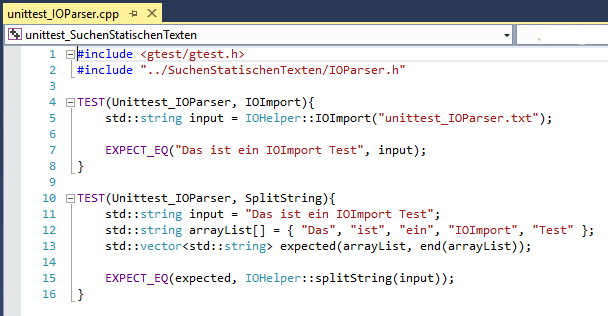 unittest_IOParser.cpp
unittest_SuchenStatischenTexten
1 #include <gtest/gtest.h>
2 #include "../SuchenStatischenTexten/IOParser.h"
3
4 TEST(Unittest_IOParser, IOImport){
5 std::string input = IOHelper::IOImport("unittest_IOParser.txt");
6
7 EXPECT_EQ("Das ist ein IOImport Test", input);
8 }
9
10 TEST(Unittest_IOParser, SplitString){
11 std::string input = "Das ist ein IOImport Test";
12 std::string arrayList[] = { "Das", "ist", "ein", "IOImport", "Test" };
13 std::vector<std::string> expected(arrayList, end(arrayList));
14
15 EXPECT_EQ(expected, IOHelper::splitString(input));
16 }